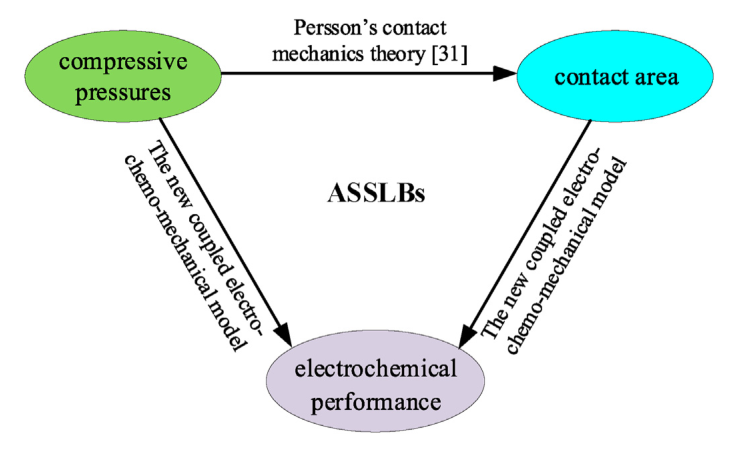 Persson's contact
mechanics theory [31]
compressive
pressures
contact area
The new coupled electro-
chemo-mechanical model
ASSLBs
The new coupled electro-
chemo-mechanical model
electrochemical
performance